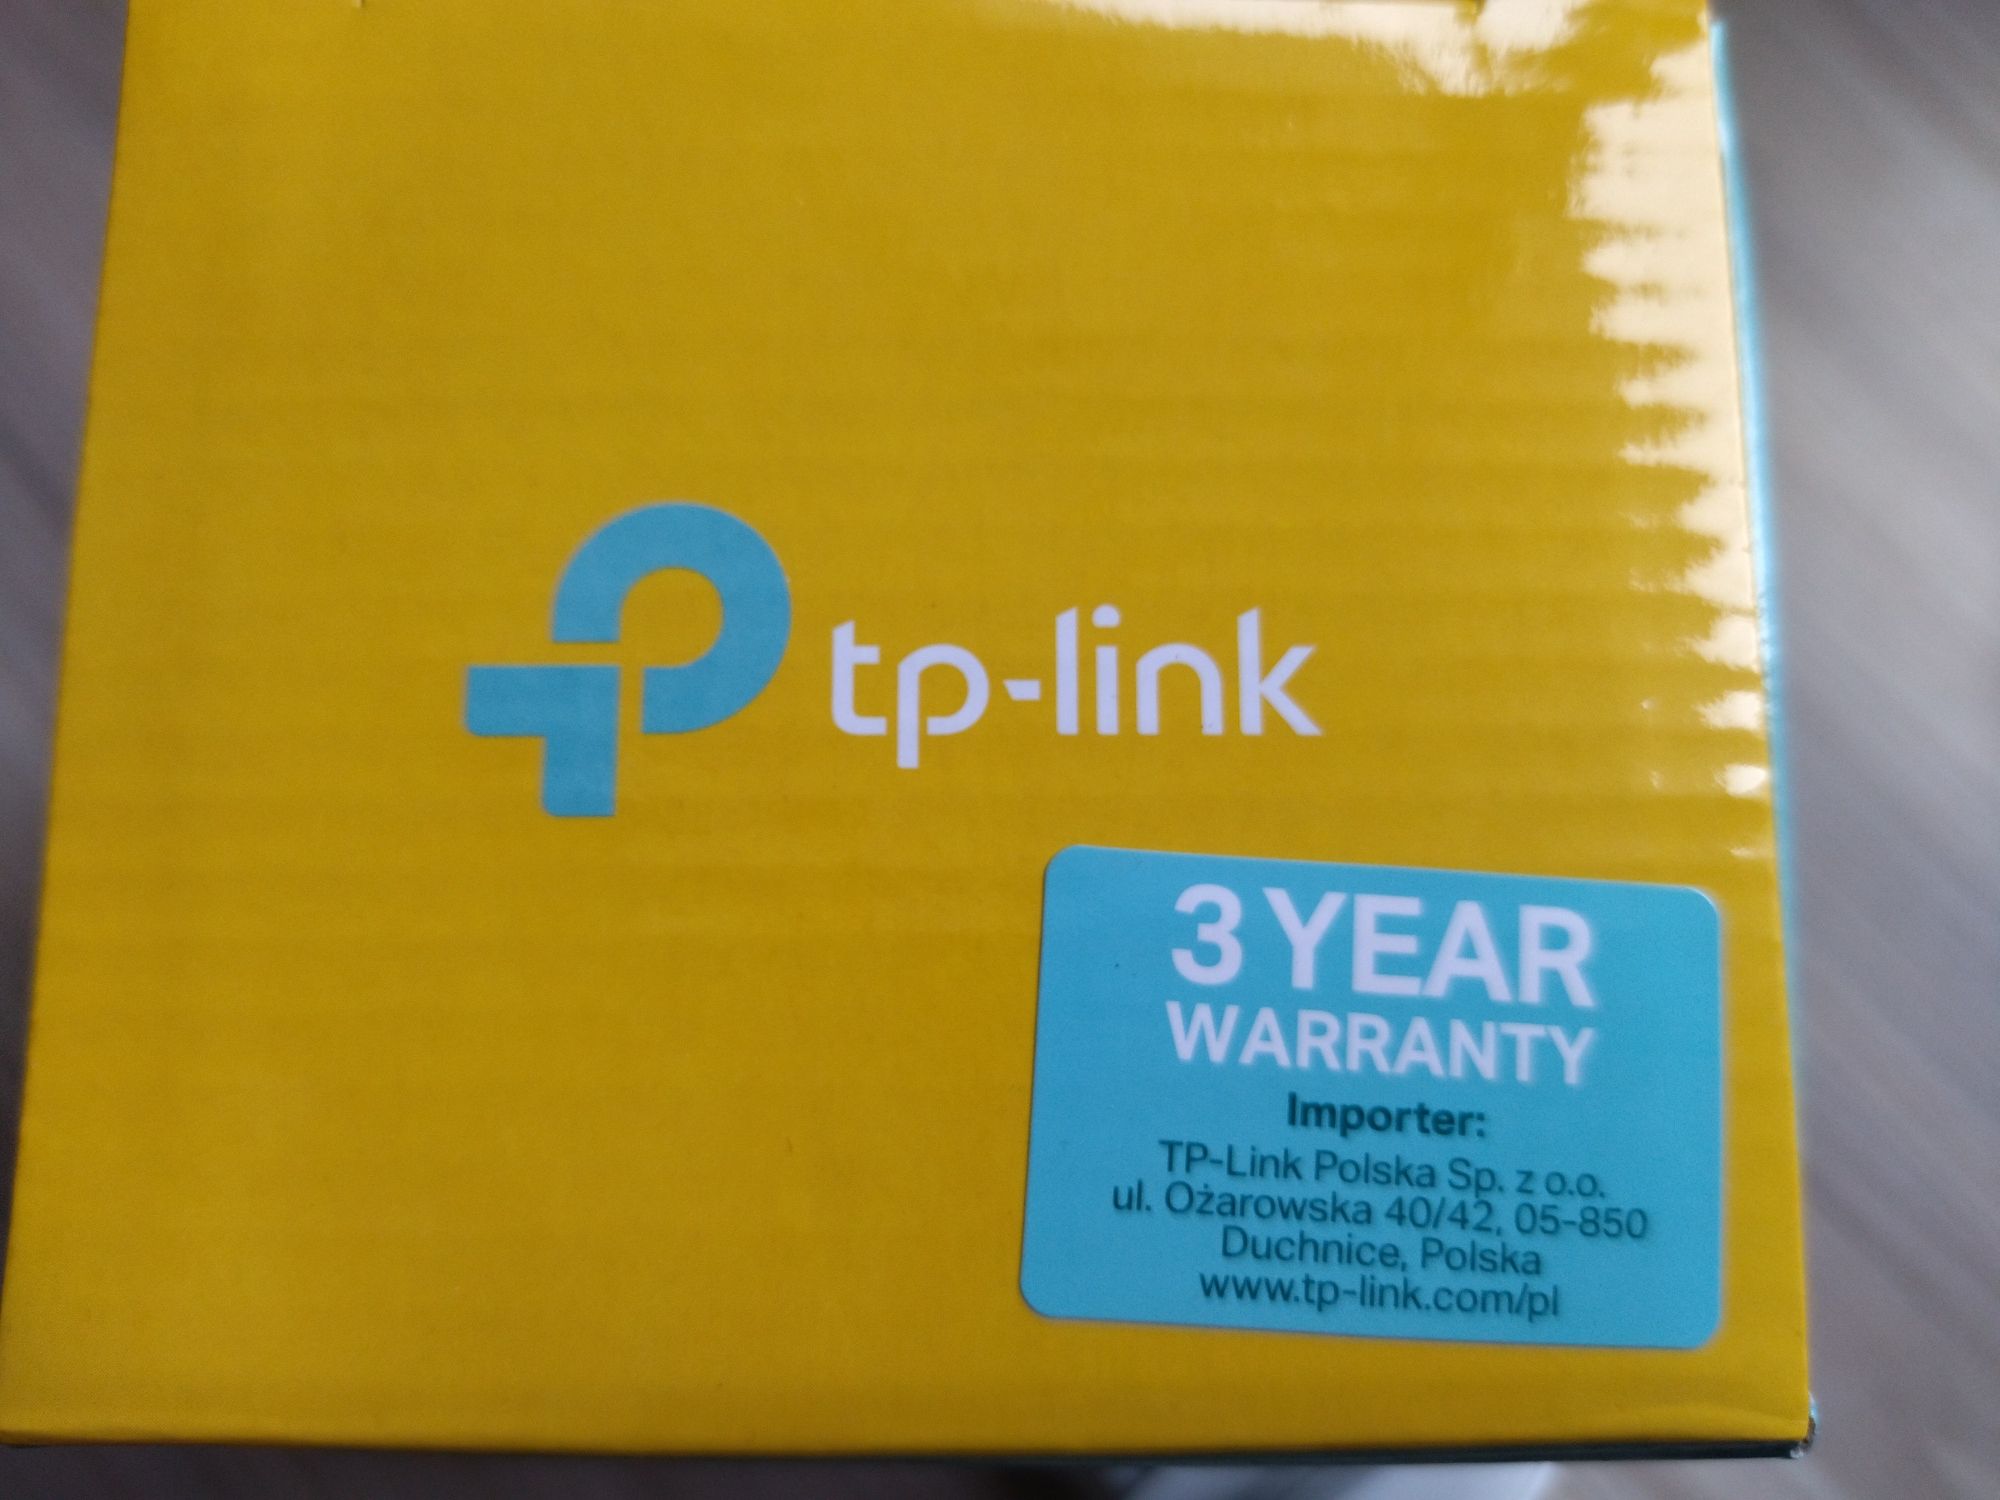 tp-link
3 YEAR
WARRANTY
Importer:
TP-Link Polska Sp. z o.o.
ul. Ożarowska 40/42, 05-850
Duchnice, Polska
www.tp-link.com/pl